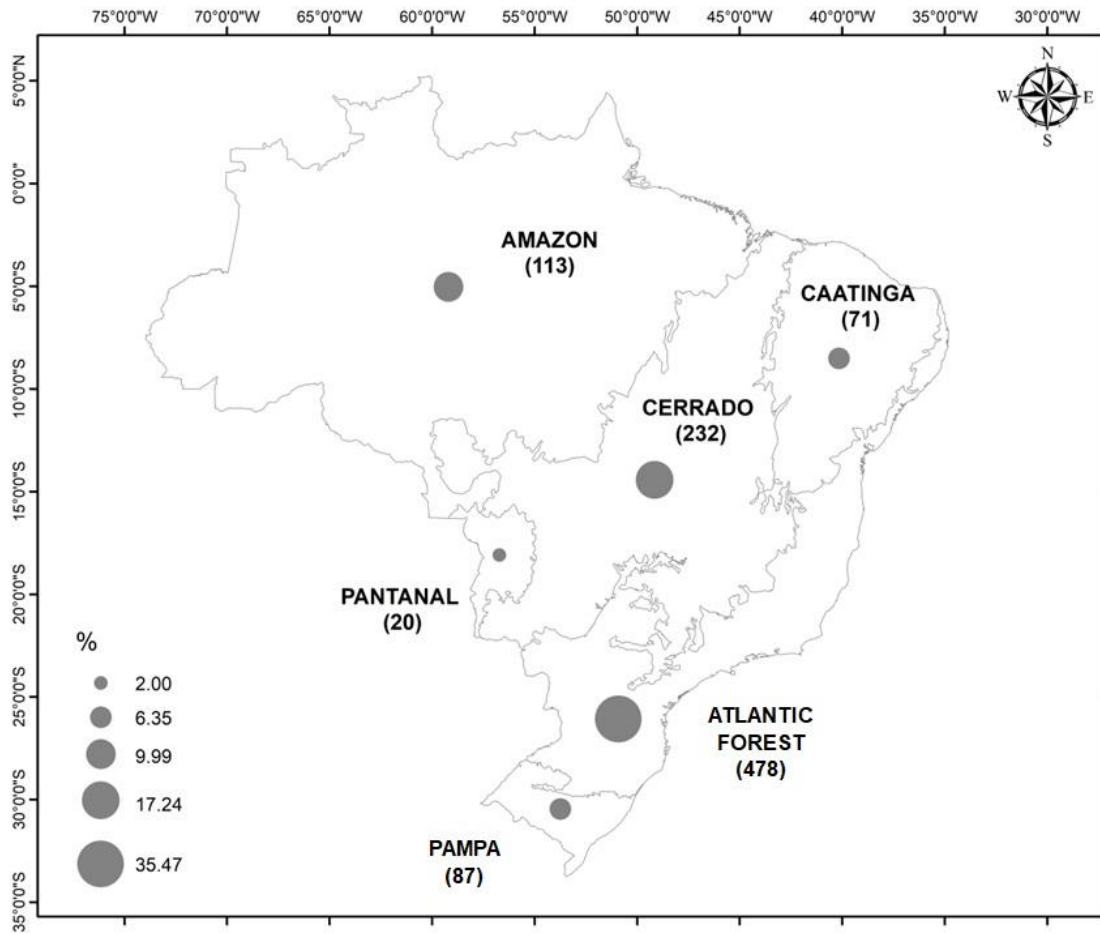 75°0'0"W 70°0'0"W 65°0'0"W 60°0'0"W 55°0'0"W 50°0'0"W 45°0'0"W 40°0'0"W 35°0'0"W 30°0'0"W
N
W E
S
5°0'0"N
0°0'0"
5°0'0"S
10°0'0"S
15°0'0"S
20°0'0"S
25°0'0"S
30°0'0"S
35°0'0"S
AMAZON
(113)
CAATINGA
(71)
CERRADO
(232)
PANTANAL
(20)
ATLANTIC
FOREST
(478)
PAMPA
(87)
%
2.00
6.35
9.99
17.24
35.47